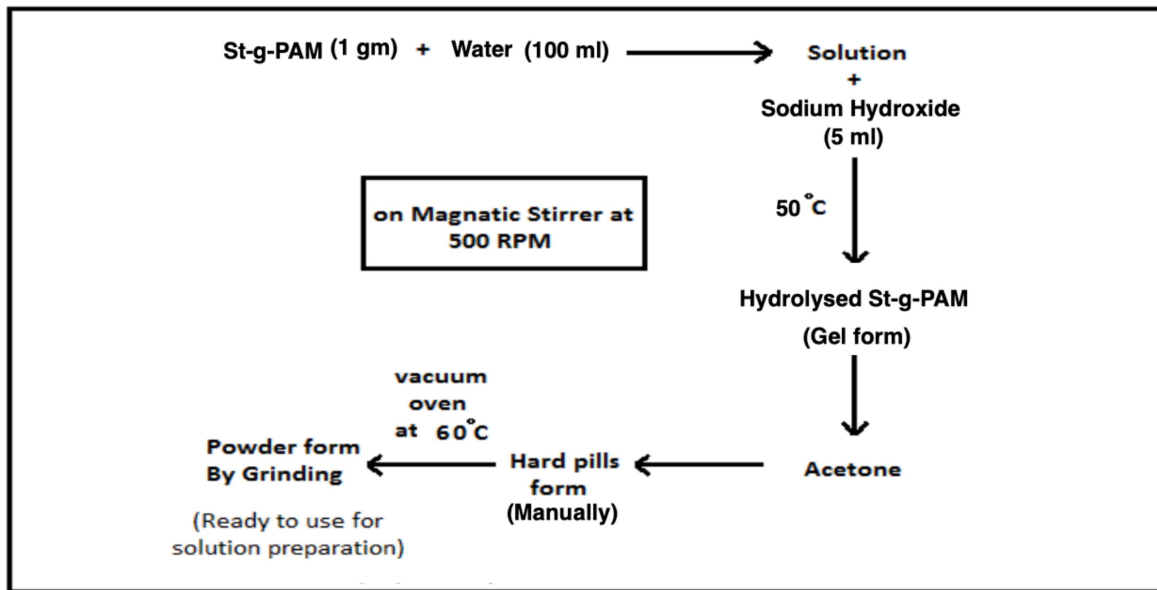 St-g-PAM (1 gm) + Water (100 ml)
Solution
+
Sodium Hydroxide
(5 ml)
50°C
on Magnatic Stirrer at
500 RPM
Hydrolysed St-g-PAM
(Gel form)
Acetone
Hard pills
form
(Manually)
vacuum
oven
at 60°C
Powder form
By Grinding
(Ready to use for
solution preparation)